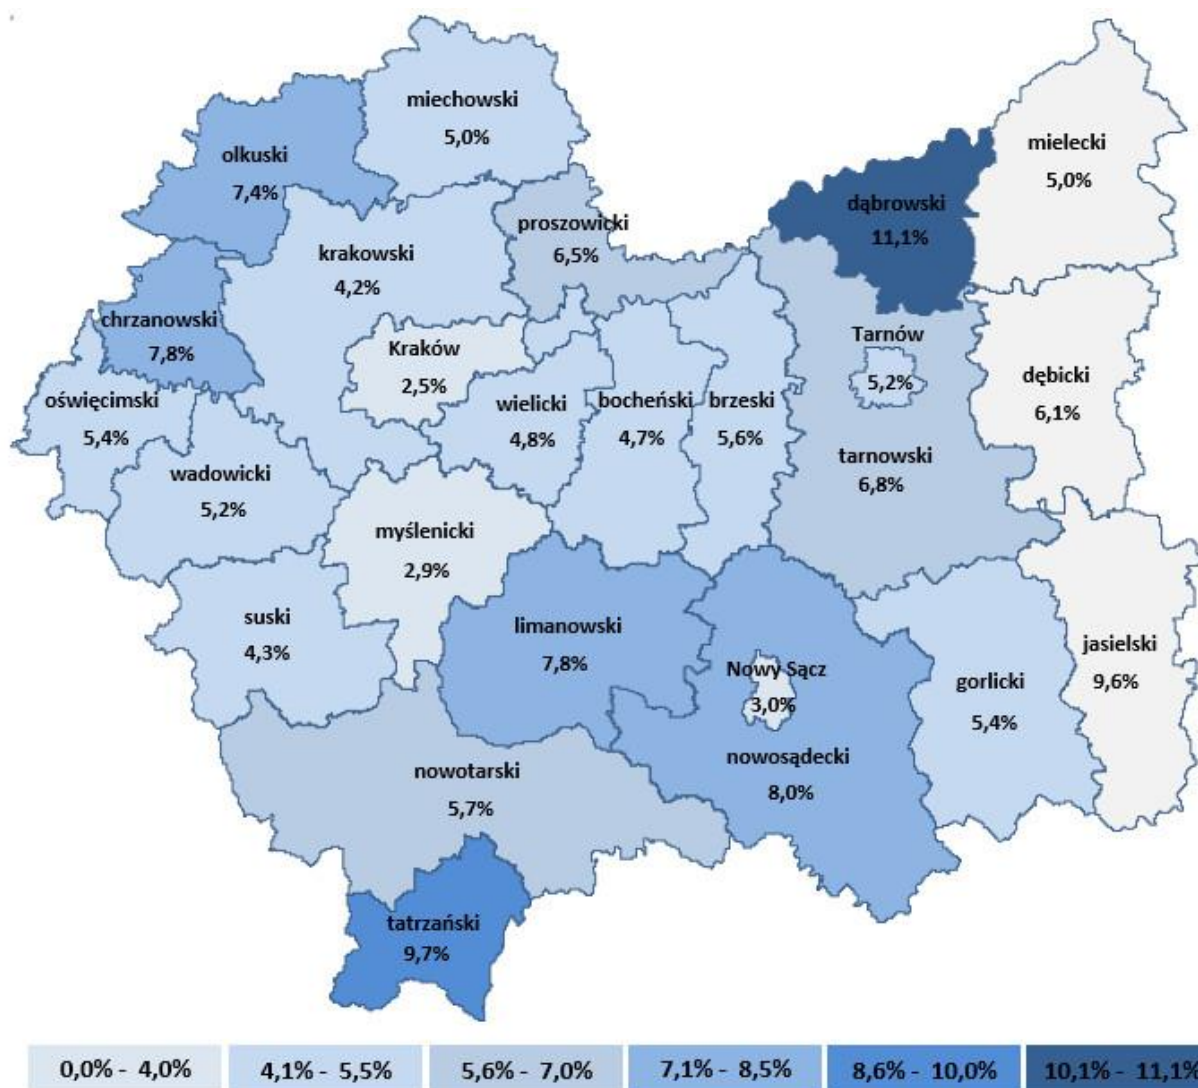 miechowski
5,0%
olkuski
7,4%
mielecki
5,0%
dąbrowski
11,1%
proszowicki
6,5%
krakowski
4,2%
chrzanowski
7,8%
Kraków
2,5%
Tarnów
5,2%
dębicki
6,1%
oświęcimski
5,4%
wielicki
4,8%
bocheński
4,7%
brzeski
5,6%
tarnowski
6,8%
wadowicki
5,2%
myślenicki
2,9%
suski
4,3%
limanowski
7,8%
Nowy Sącz
3,0%
jasielski
9,6%
gorlicki
5,4%
nowosądecki
8,0%
nowotarski
5,7%
tatrzański
9,7%
0,0% - 4,0% 4,1% - 5,5% 5,6% - 7,0% 7,1% - 8,5% 8,6% - 10,0% 10,1% - 11,1%